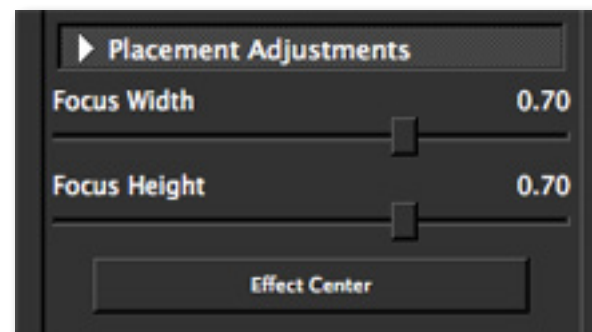 Placement Adjustments
Focus Width 0.70
Focus Height 0.70
Effect Center